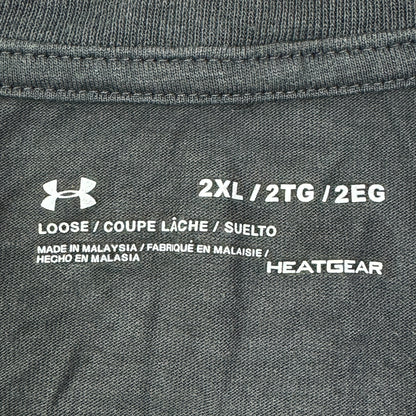 2XL / 2TG / 2EG
LOOSE / COUPE LÂCHE / SUELTO
MADE IN MALAYSIA / FABRIQUÉ EN MALAISIE /
HECHO EN MALASIA
HEATGEAR